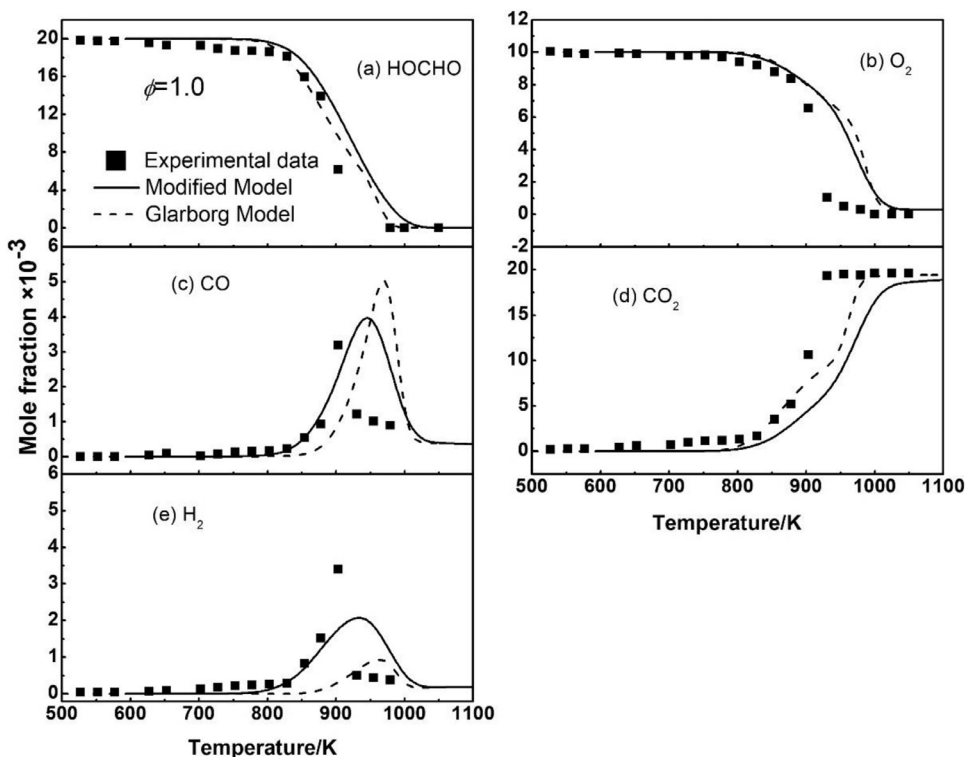 20
16
12
8
4
0
(a) HOCHO
ϕ=1.0
Experimental data
Modified Model
Glarborg Model
12
10
8
6
4
2
0
-2
(b) O₂
Mole fraction ×10⁻³
6
5
4
3
2
1
0
(c) CO
20
15
10
5
0
(d) CO₂
500 600 700 800 900 1000 1100
Temperature/K
6
5
4
3
2
1
0
(e) H₂
500 600 700 800 900 1000 1100
Temperature/K